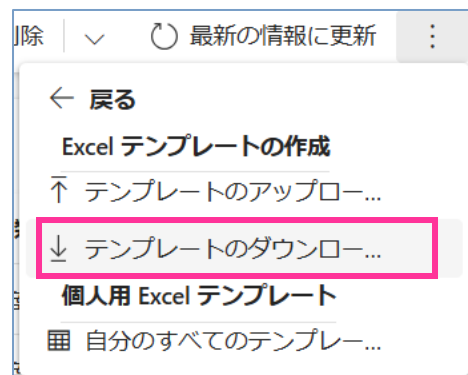 削除 最新の情報に更新
戻る
Excel テンプレートの作成
テンプレートのアップロー...
テンプレートのダウンロー...
個人用 Excel テンプレート
自分のすべてのテンプレー...